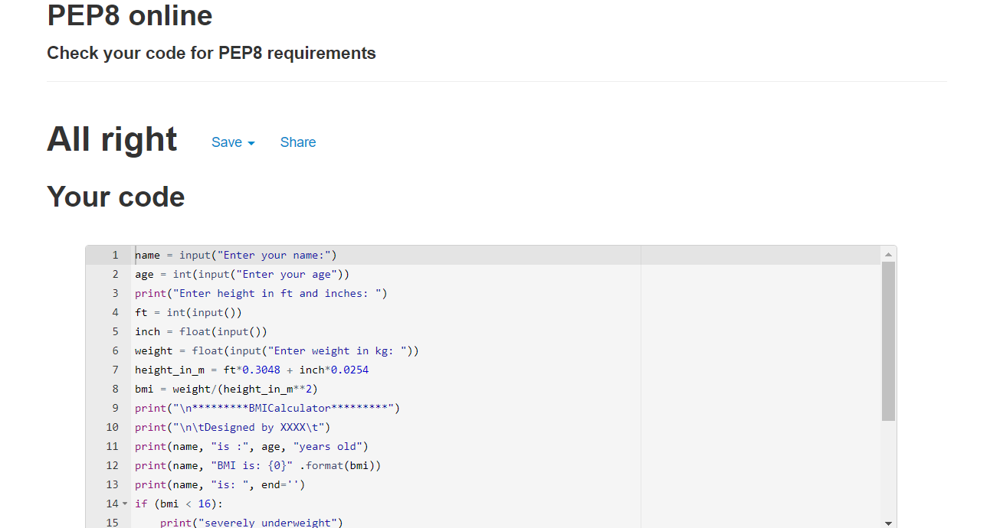 PEP8 online
Check your code for PEP8 requirements
All right Save Share
Your code
1 name = input("Enter your name:")
2 age = int(input("Enter your age"))
3 print("Enter height in ft and inches: ")
4 ft = int(input())
5 inch = float(input())
6 weight = float(input("Enter weight in kg: "))
7 height_in_m = ft*0.3048 + inch*0.0254
8 bmi = weight/(height_in_m**2)
9 print("\n*********BMICalculator*********")
10 print("\n\tDesigned by XXXX\t")
11 print(name, "is :", age, "years old")
12 print(name, "BMI is: {0}" .format(bmi))
13 print(name, "is: ", end='')
14 if (bmi < 16):
15     print("severely underweight")